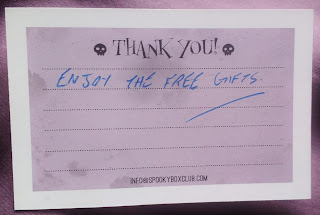 THANK YOU!
ENJOY THE FREE GIFTS.
INFO@SPOOKYBOXCLUB.COM